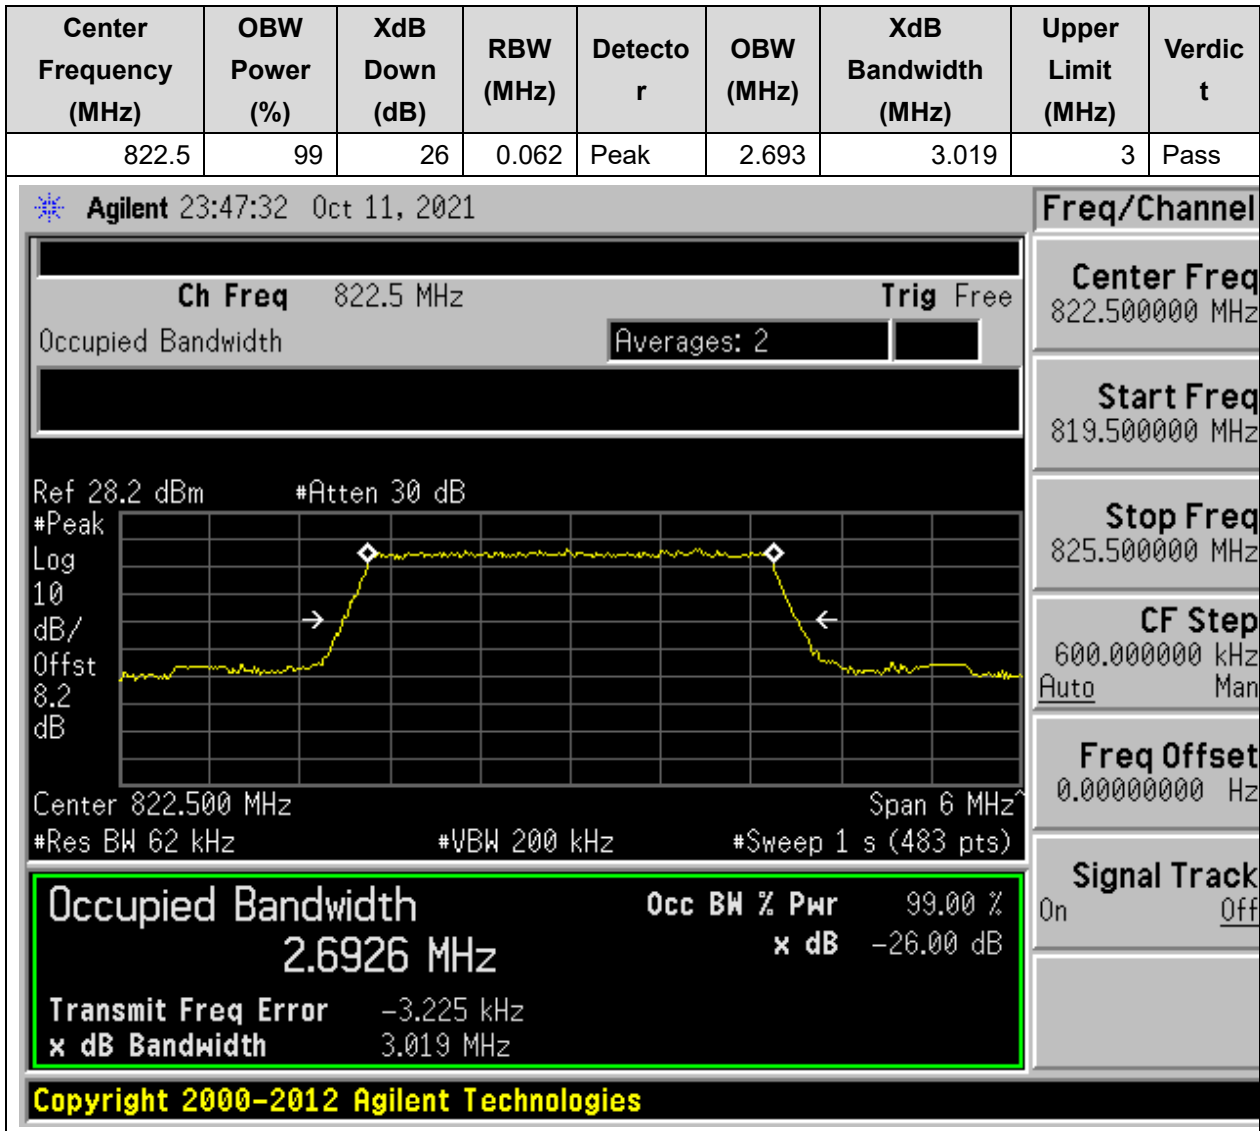 Center Frequency (MHz) OBW Power (%) XdB Down (dB) RBW (MHz) Detecto r OBW (MHz) XdB Bandwidth (MHz) Upper Limit (MHz) Verdic t
822.5 99 26 0.062 Peak 2.693 3.019 3 Pass
Agilent 23:47:32 Oct 11, 2021
Freq/Channel
Ch Freq 822.5 MHz Trig Free
Occupied Bandwidth Averages: 2
Center Freq
822.500000 MHz
Start Freq
819.500000 MHz
Stop Freq
825.500000 MHz
CF Step
600.000000 kHz
Auto Man
Freq Offset
0.00000000 Hz
Signal Track
On Off
Ref 28.2 dBm #Atten 30 dB
#Peak
Log
10
dB/
Offst
8.2
dB
Center 822.500 MHz Span 6 MHz^
#Res BW 62 kHz #VBW 200 kHz #Sweep 1 s (483 pts)
Occupied Bandwidth Occ BW % Pwr 99.00 %
2.6926 MHz x dB -26.00 dB
Transmit Freq Error -3.225 kHz
x dB Bandwidth 3.019 MHz
Copyright 2000-2012 Agilent Technologies